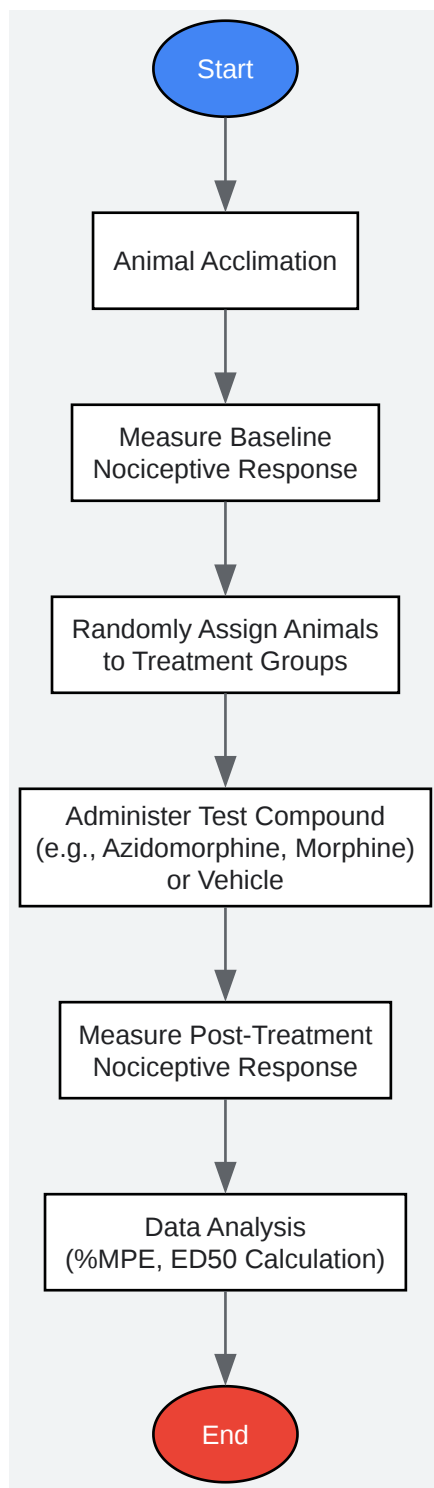 Start
Animal Acclimation
Measure Baseline
Nociceptive Response
Randomly Assign Animals
to Treatment Groups
Administer Test Compound
(e.g., Azidomorphine, Morphine)
or Vehicle
Measure Post-Treatment
Nociceptive Response
Data Analysis
(%MPE, ED50 Calculation)
End